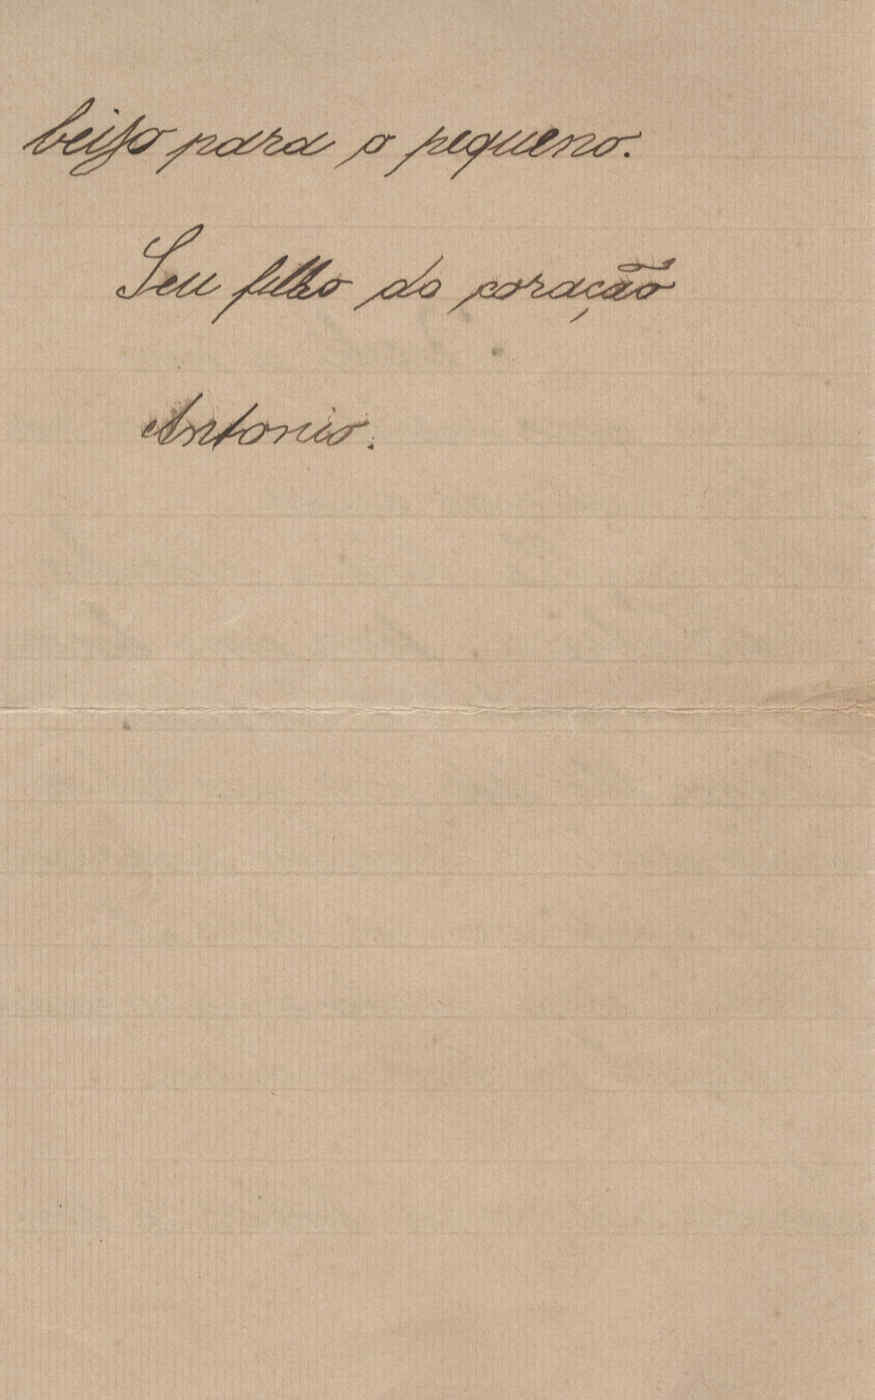 beijo para o pequeno.
Seu filho do coração
Antonio.